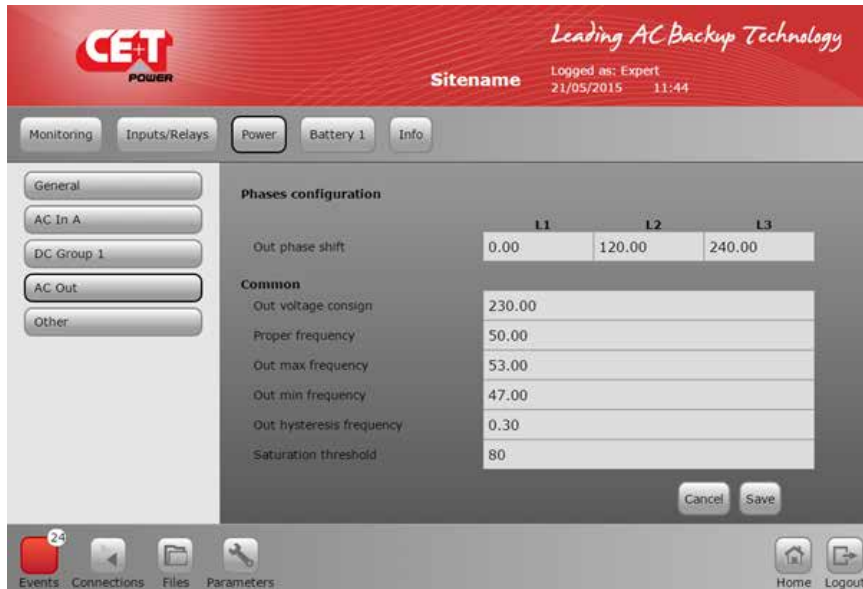 CE+T
POWER
Leading AC Backup Technology
Sitename
Logged as: Expert
21/05/2015 11:44
Monitoring Inputs/Relays Power Battery 1 Info
General
AC In A
DC Group 1
AC Out
Other
Phases configuration
L1 L2 L3
Out phase shift 0.00 120.00 240.00
Common
Out voltage consign 230.00
Proper frequency 50.00
Out max frequency 53.00
Out min frequency 47.00
Out hysteresis frequency 0.30
Saturation threshold 80
Cancel Save
24
Events Connections Files Parameters Home Logout